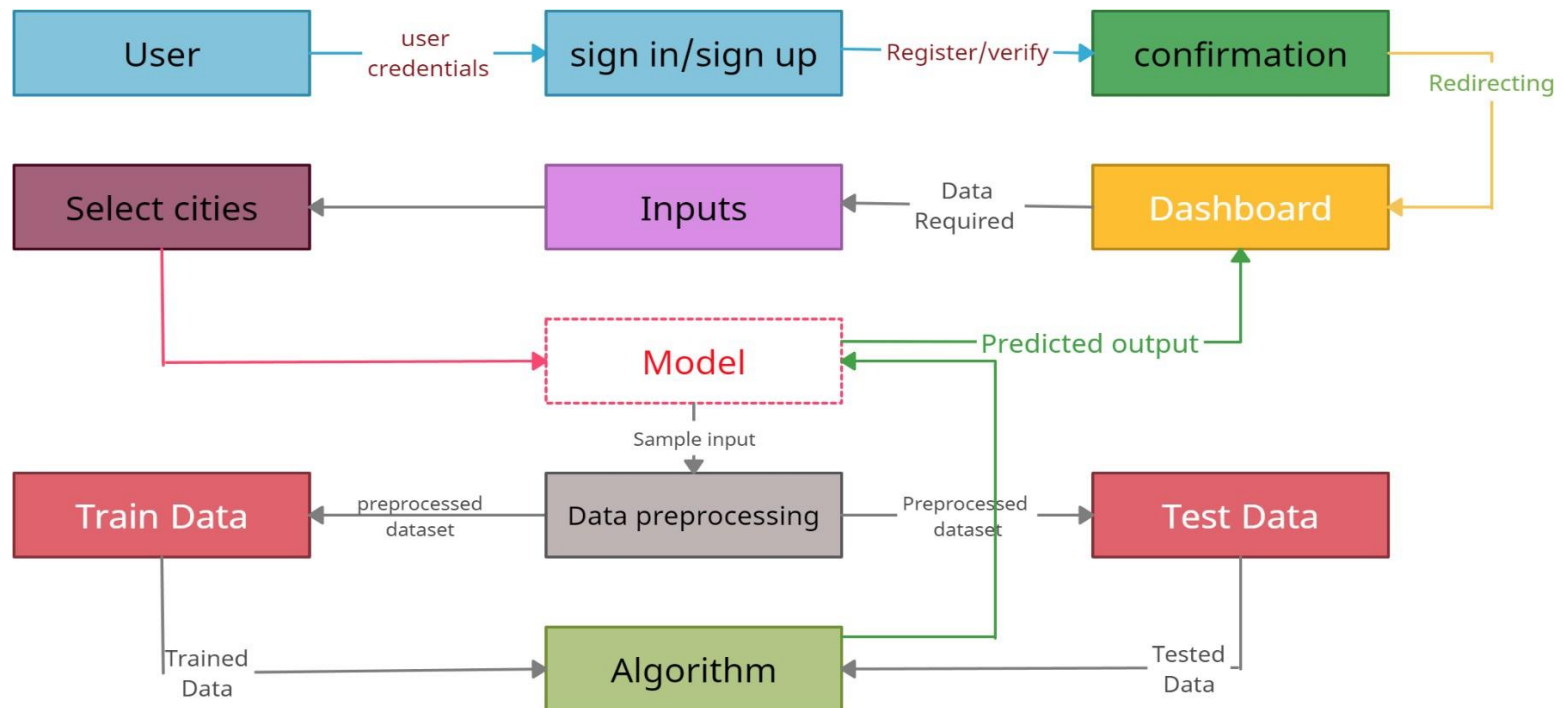 User
user
credentials
sign in/sign up
Register/verify
confirmation
Redirecting
Select cities
Inputs
Data
Required
Dashboard
Model
Predicted output
Sample input
Train Data
preprocessed
dataset
Data preprocessing
Preprocessed
dataset
Test Data
Trained
Data
Algorithm
Tested
Data